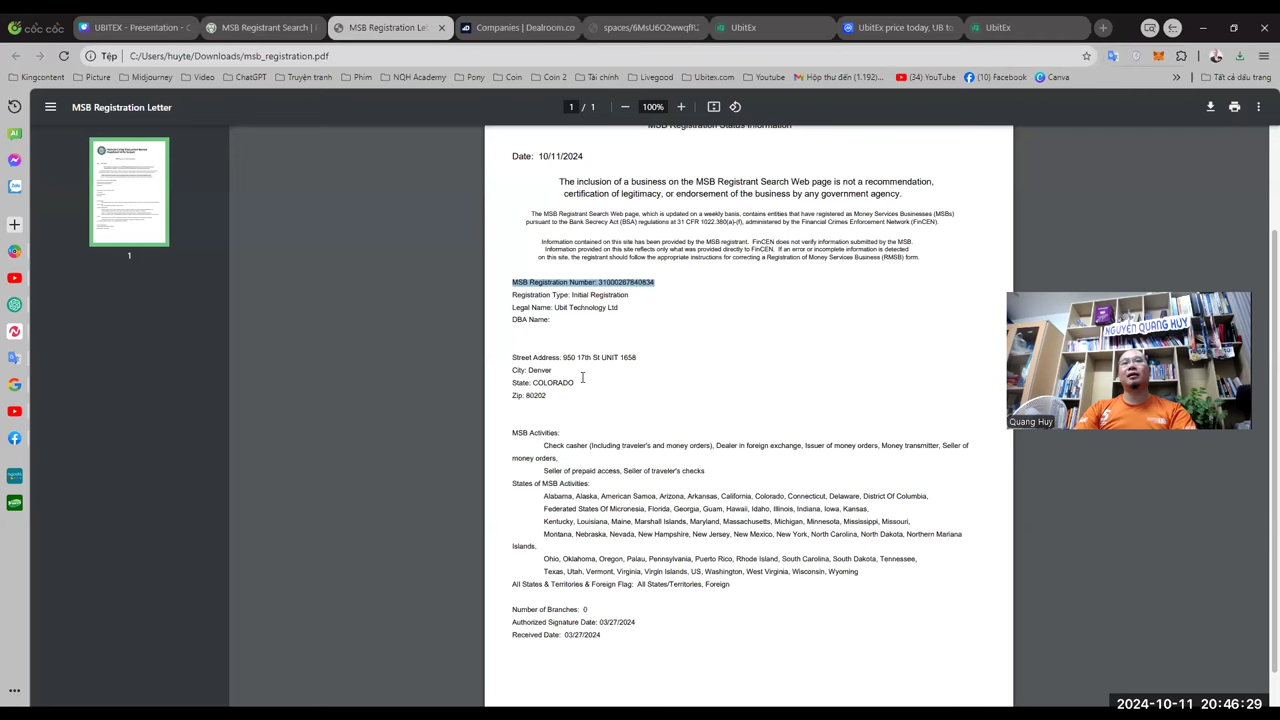 cốc cốc
UBITEX - Presentation - C
MSB Registrant Search |
MSB Registration Le
Companies | Dealroom.co
spaces/6MsU6O2wwqfR
UbitEx
UbitEx price today, UB to
UbitEx
Tệp
C:/Users/huyte/Downloads/msb_registration.pdf
Kingcontent
Picture
Midjourney
Video
ChatGPT
Truyện tranh
Phim
NQH Academy
Pony
Coin
Coin 2
Tài chính
Livegood
Ubitex.com
Youtube
Hộp thư đến (1.192)...
(34) YouTube
(10) Facebook
Canva
Tất cả dấu trang
MSB Registration Letter
1 / 1
100%
1
MSB Registration Status Information
Date: 10/11/2024
The inclusion of a business on the MSB Registrant Search Web page is not a recommendation,
certification of legitimacy, or endorsement of the business by any government agency.
The MSB Registrant Search Web page, which is updated on a weekly basis, contains entities that have registered as Money Services Businesses (MSBs)
pursuant to the Bank Secrecy Act (BSA) regulations at 31 CFR 1022.380(a)-(f), administered by the Financial Crimes Enforcement Network (FinCEN).
Information contained on this site has been provided by the MSB registrant. FinCEN does not verify information submitted by the MSB.
Information provided on this site reflects only what was provided directly to FinCEN. If an error or incomplete information is detected
on this site, the registrant should follow the appropriate instructions for correcting a Registration of Money Services Business (RMSB) form.
MSB Registration Number: 31000267840834
Registration Type: Initial Registration
Legal Name: Ubit Technology Ltd
DBA Name:
Street Address: 950 17th St UNIT 1658
City: Denver
State: COLORADO
Zip: 80202
MSB Activities:
Check casher (Including traveler's and money orders), Dealer in foreign exchange, Issuer of money orders, Money transmitter, Seller of
money orders,
Seller of prepaid access, Seller of traveler's checks
States of MSB Activities:
Alabama, Alaska, American Samoa, Arizona, Arkansas, California, Colorado, Connecticut, Delaware, District Of Columbia,
Federated States Of Micronesia, Florida, Georgia, Guam, Hawaii, Idaho, Illinois, Indiana, Iowa, Kansas,
Kentucky, Louisiana, Maine, Marshall Islands, Maryland, Massachusetts, Michigan, Minnesota, Mississippi, Missouri,
Montana, Nebraska, Nevada, New Hampshire, New Jersey, New Mexico, New York, North Carolina, North Dakota, Northern Mariana
Islands,
Ohio, Oklahoma, Oregon, Palau, Pennsylvania, Puerto Rico, Rhode Island, South Carolina, South Dakota, Tennessee,
Texas, Utah, Vermont, Virginia, Virgin Islands, US, Washington, West Virginia, Wisconsin, Wyoming
All States & Territories & Foreign Flag: All States/Territories, Foreign
Number of Branches: 0
Authorized Signature Date: 03/27/2024
Received Date: 03/27/2024
NGUYỄN QUANG HUY
Quang Huy
2024-10-11 20:46:29